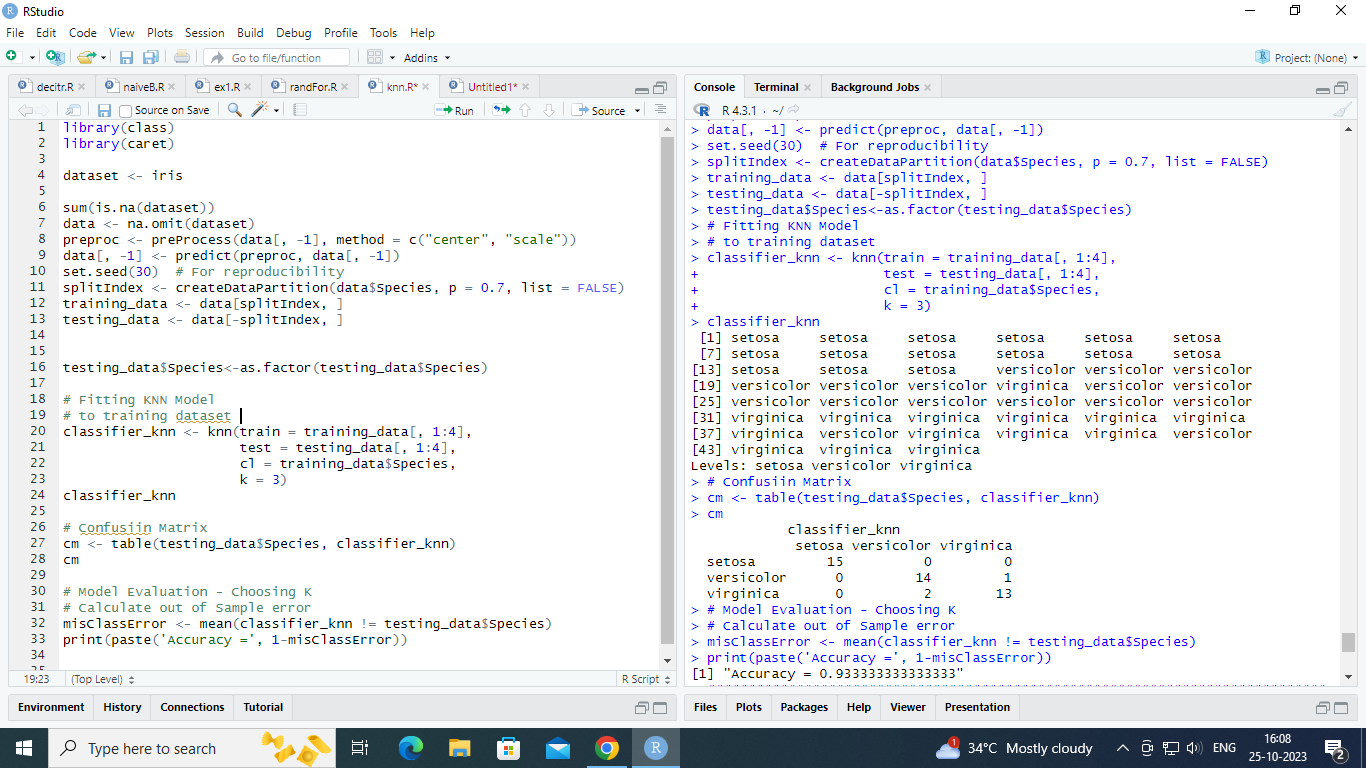 RStudio
File Edit Code View Plots Session Build Debug Profile Tools Help
Go to file/function Addins Project: (None)
decitr.R naiveB.R ex1.R randFor.R knn.R* Untitled1*
Source on Save Run Source
1 library(class)
2 library(caret)
3
4 dataset <- iris
5
6 sum(is.na(dataset))
7 data <- na.omit(dataset)
8 preproc <- preProcess(data[, -1], method = c("center", "scale"))
9 data[, -1] <- predict(preproc, data[, -1])
10 set.seed(30)  # For reproducibility
11 splitIndex <- createDataPartition(data$Species, p = 0.7, list = FALSE)
12 training_data <- data[splitIndex, ]
13 testing_data <- data[-splitIndex, ]
14
15
16 testing_data$Species<-as.factor(testing_data$Species)
17
18 # Fitting KNN Model
19 # to training dataset
20 classifier_knn <- knn(train = training_data[, 1:4],
21                       test = testing_data[, 1:4],
22                       cl = training_data$Species,
23                       k = 3)
24 classifier_knn
25
26 # Confusiin Matrix
27 cm <- table(testing_data$Species, classifier_knn)
28 cm
29
30 # Model Evaluation - Choosing K
31 # Calculate out of Sample error
32 misClassError <- mean(classifier_knn != testing_data$Species)
33 print(paste('Accuracy =', 1-misClassError))
34
19:23 (Top Level) R Script
Environment History Connections Tutorial
Console Terminal Background Jobs
R 4.3.1 · ~/
> data[, -1] <- predict(preproc, data[, -1])
> set.seed(30)  # For reproducibility
> splitIndex <- createDataPartition(data$Species, p = 0.7, list = FALSE)
> training_data <- data[splitIndex, ]
> testing_data <- data[-splitIndex, ]
> testing_data$Species<-as.factor(testing_data$Species)
> # Fitting KNN Model
> # to training dataset
> classifier_knn <- knn(train = training_data[, 1:4],
+                       test = testing_data[, 1:4],
+                       cl = training_data$Species,
+                       k = 3)
> classifier_knn
[1] setosa setosa setosa setosa setosa setosa
[7] setosa setosa setosa setosa setosa setosa
[13] setosa setosa setosa versicolor versicolor versicolor
[19] versicolor versicolor versicolor virginica versicolor versicolor
[25] versicolor versicolor versicolor versicolor versicolor versicolor
[31] virginica virginica virginica virginica virginica virginica
[37] virginica versicolor virginica virginica virginica versicolor
[43] virginica virginica virginica
Levels: setosa versicolor virginica
> # Confusiin Matrix
> cm <- table(testing_data$Species, classifier_knn)
> cm
classifier_knn
setosa versicolor virginica
setosa 15 0 0
versicolor 0 14 1
virginica 0 2 13
> # Model Evaluation - Choosing K
> # Calculate out of Sample error
> misClassError <- mean(classifier_knn != testing_data$Species)
> print(paste('Accuracy =', 1-misClassError))
[1] "Accuracy = 0.933333333333333"
Files Plots Packages Help Viewer Presentation
Type here to search
1 34°C Mostly cloudy ENG 16:08
25-10-2023
2